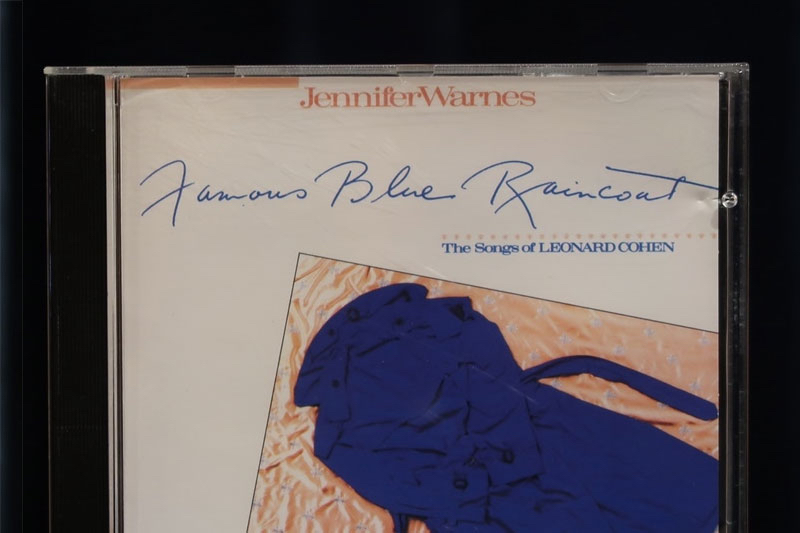 JenniferWarnes
Famous Blue Raincoat
The Songs of LEONARD COHEN